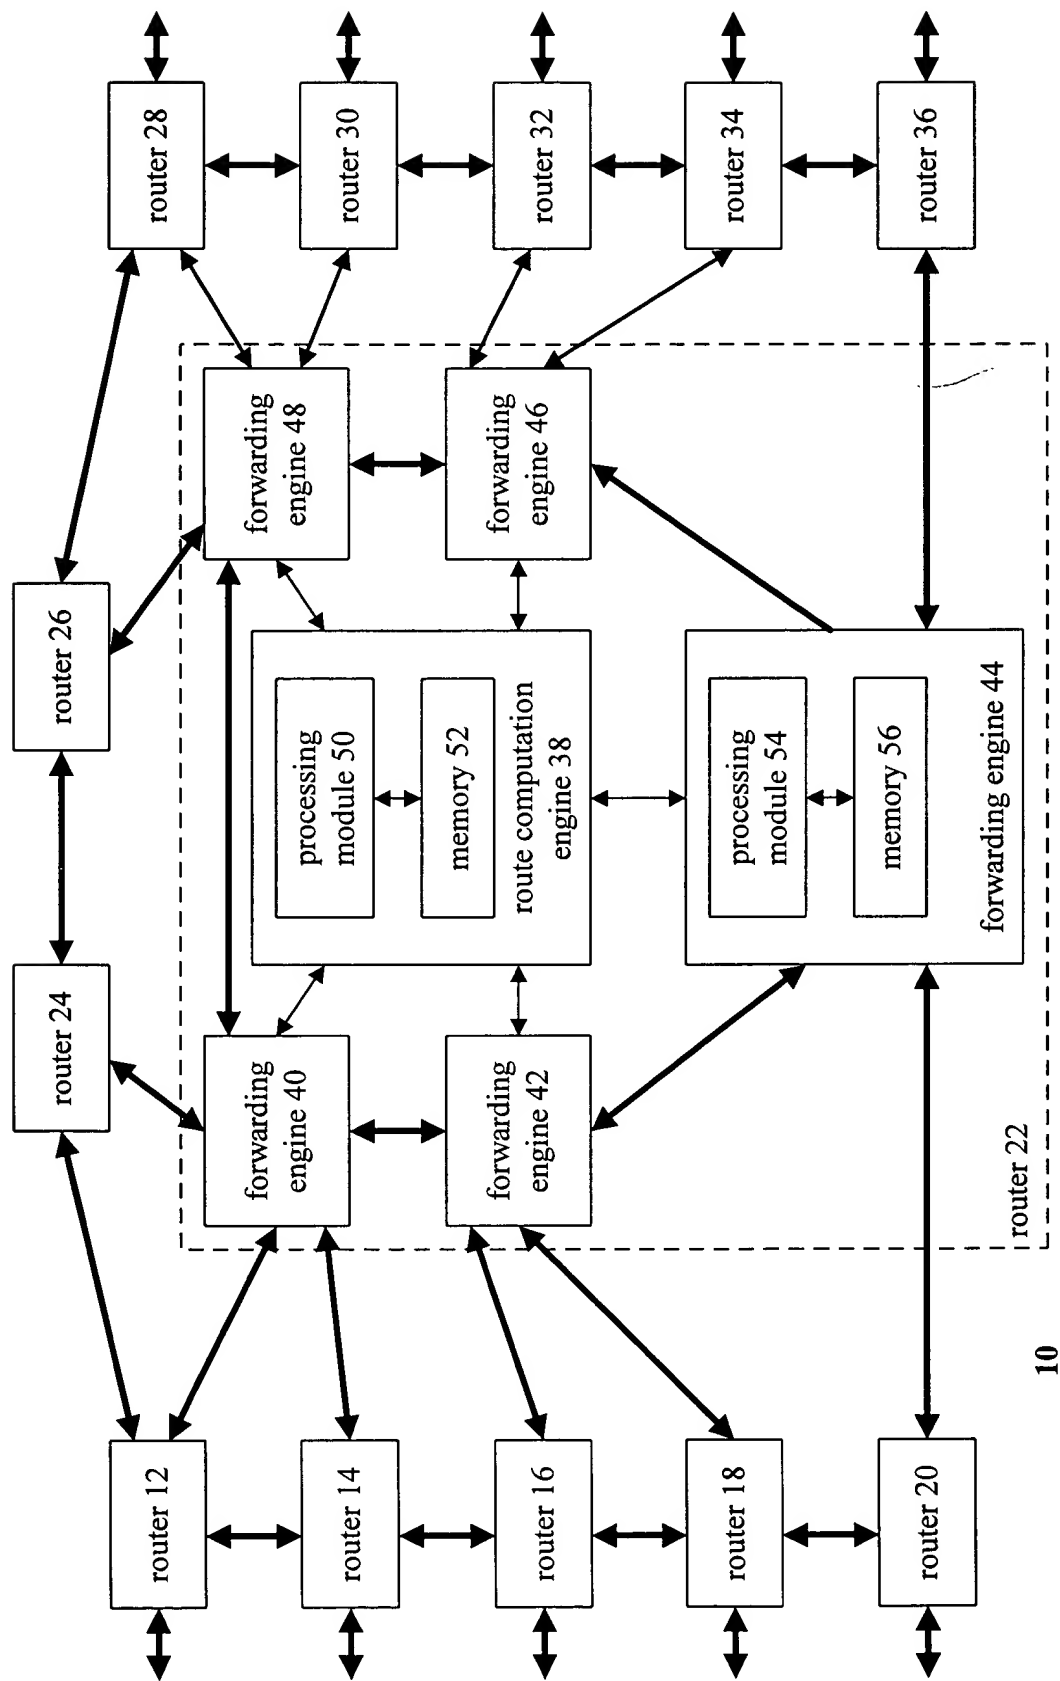 router 24
router 26
router 12
router 14
router 16
router 18
router 20
forwarding
engine 40
forwarding
engine 42
processing
module 50
memory 52
route computation
engine 38
processing
module 54
memory 56
forwarding engine 44
forwarding
engine 48
forwarding
engine 46
router 22
router 28
router 30
router 32
router 34
router 36
10